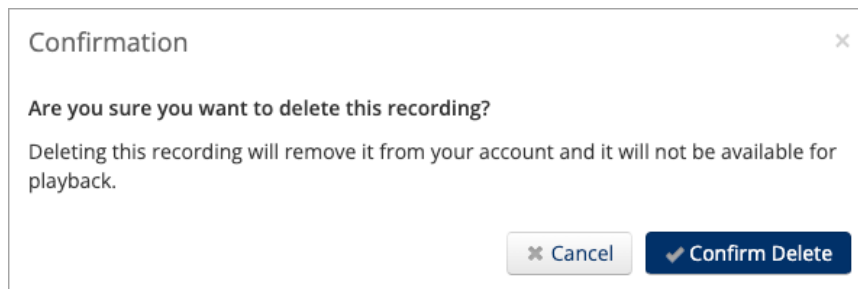 Confirmation
×
Are you sure you want to delete this recording?
Deleting this recording will remove it from your account and it will not be available for
playback.
Cancel
Confirm Delete